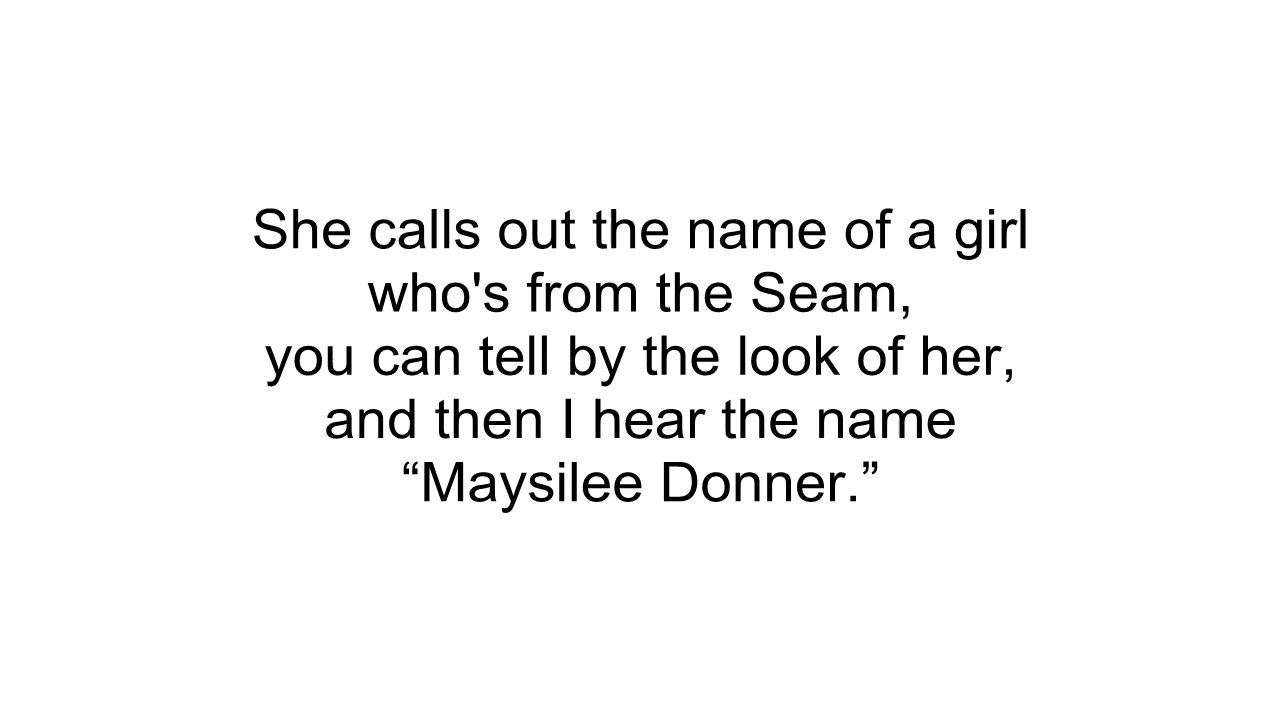 She calls out the name of a girl
who's from the Seam,
you can tell by the look of her,
and then I hear the name
“Maysilee Donner.”